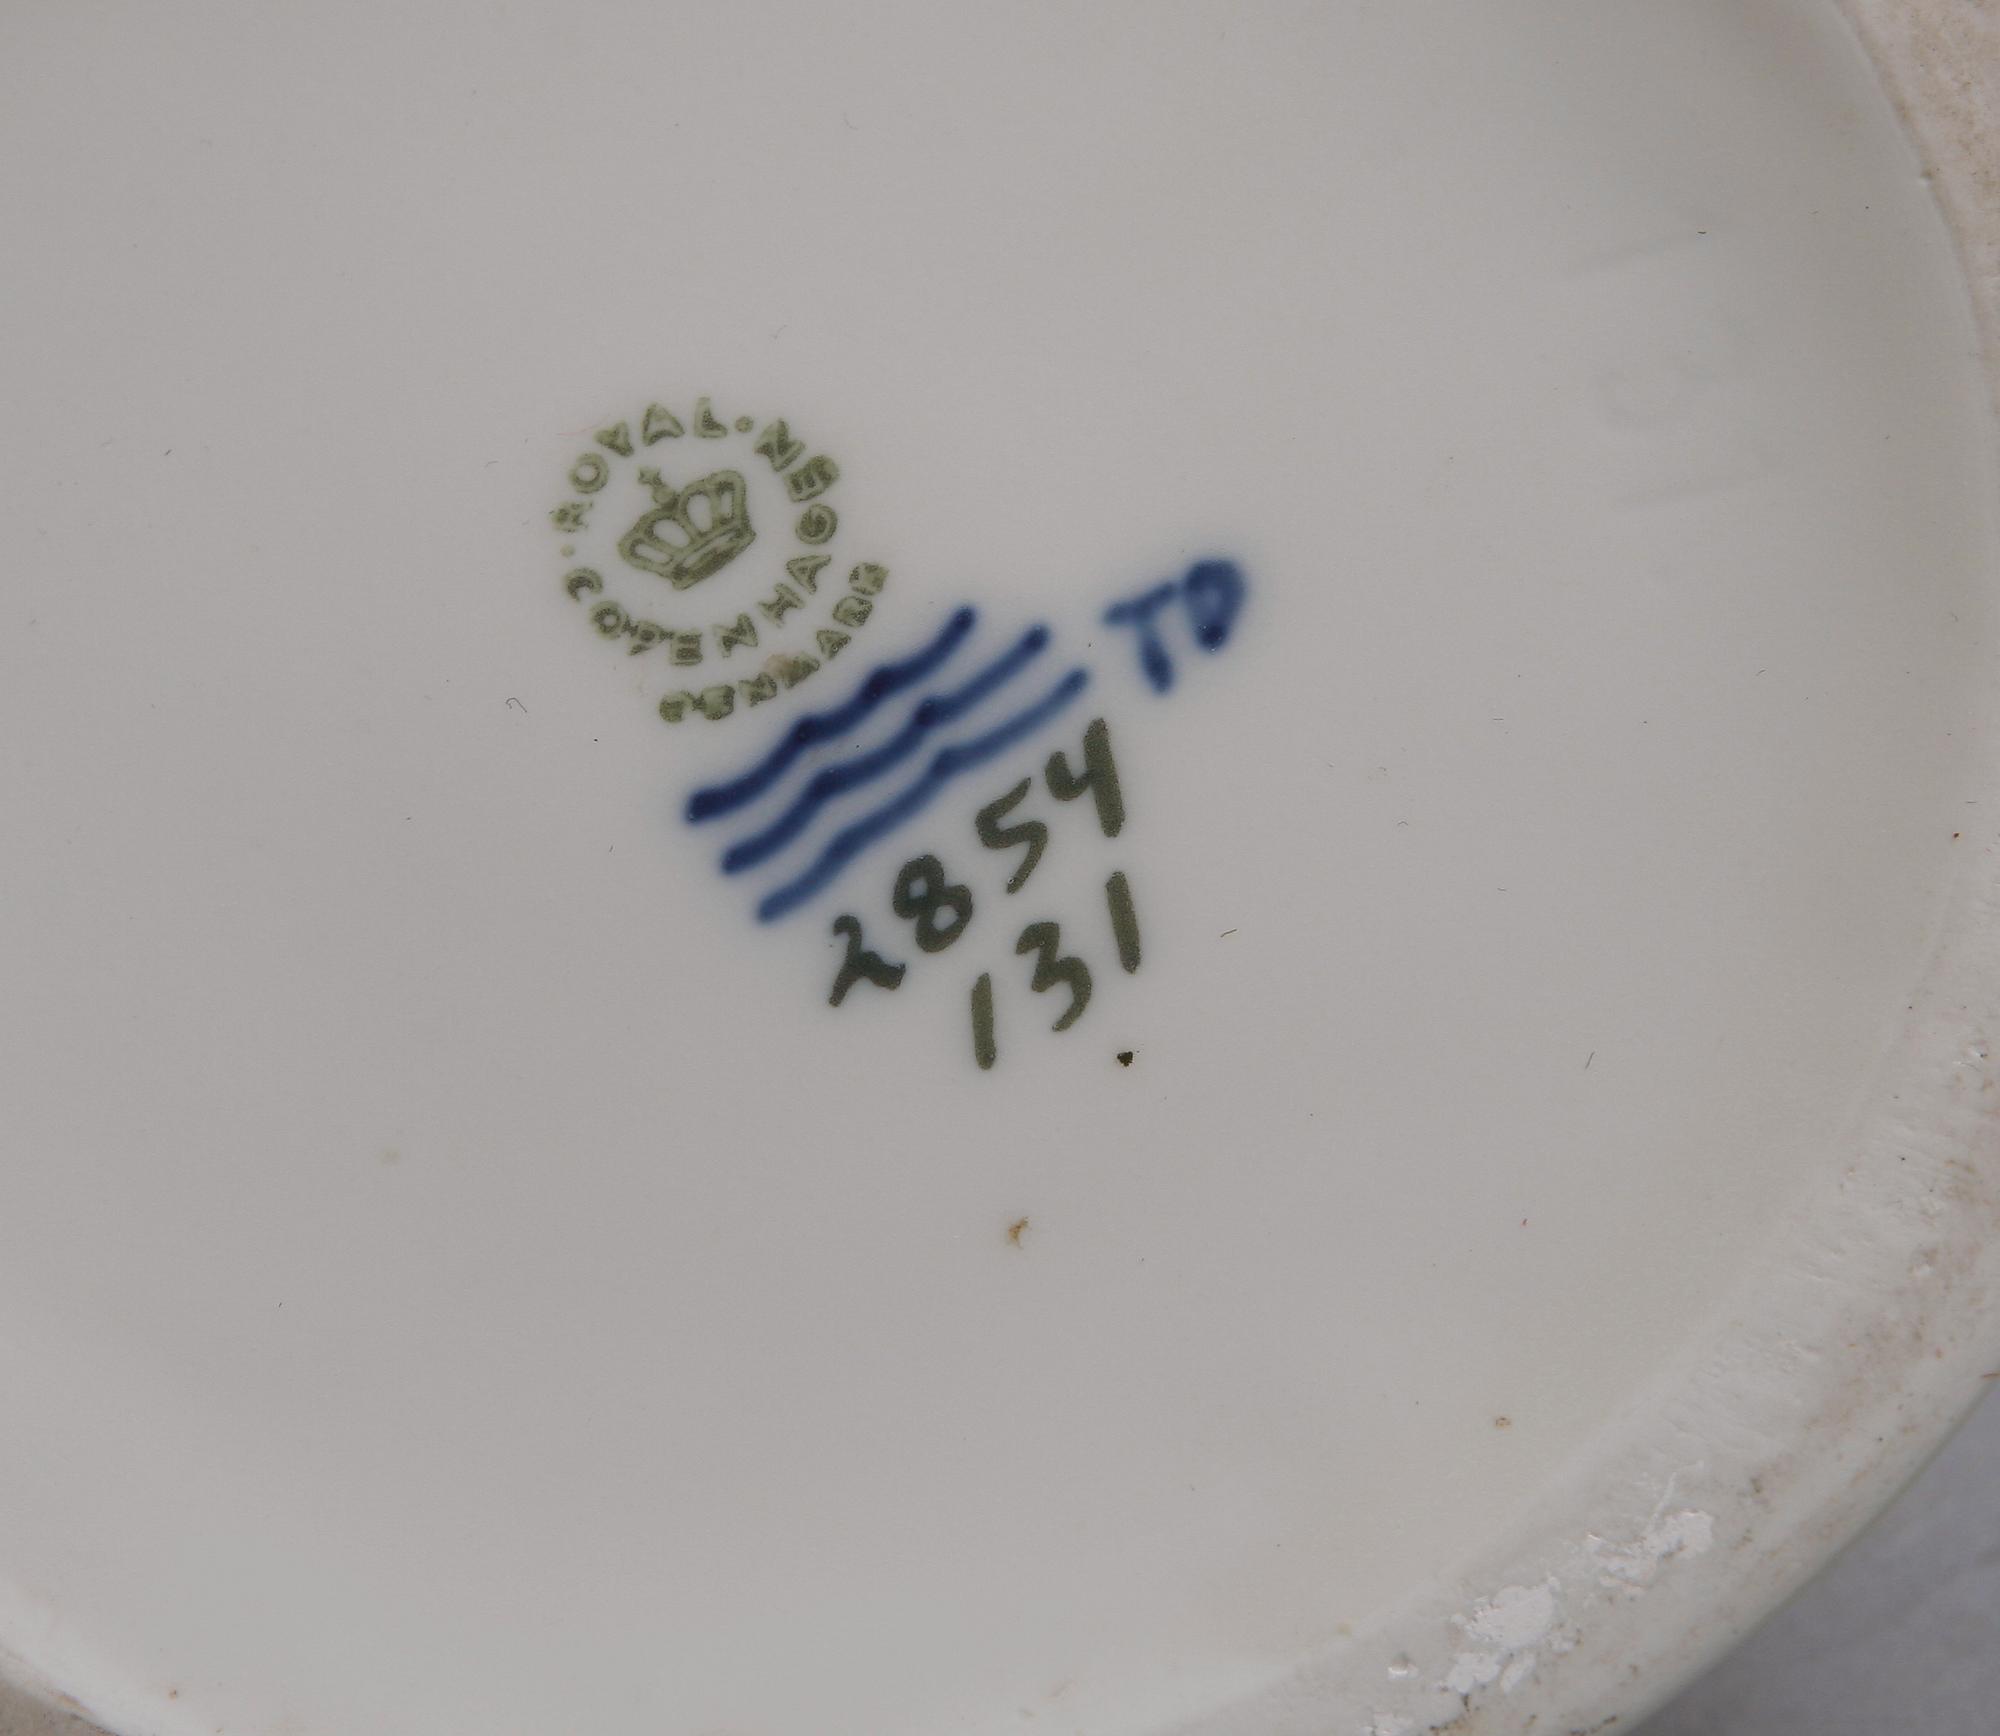 ROYAL · COPENHAGEN ·
DENMARK
TD
2854
131